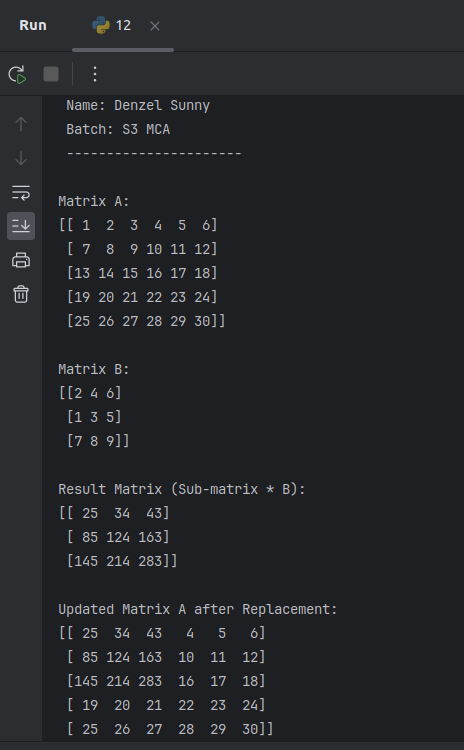 Run 12
Name: Denzel Sunny
Batch: S3 MCA
----------------------
Matrix A:
[[ 1  2  3  4  5  6]
 [ 7  8  9 10 11 12]
 [13 14 15 16 17 18]
 [19 20 21 22 23 24]
 [25 26 27 28 29 30]]
Matrix B:
[[2 4 6]
 [1 3 5]
 [7 8 9]]
Result Matrix (Sub-matrix * B):
[[ 25  34  43]
 [ 85 124 163]
 [145 214 283]]
Updated Matrix A after Replacement:
[[ 25  34  43   4   5   6]
 [ 85 124 163  10  11  12]
 [145 214 283  16  17  18]
 [ 19  20  21  22  23  24]
 [ 25  26  27  28  29  30]]